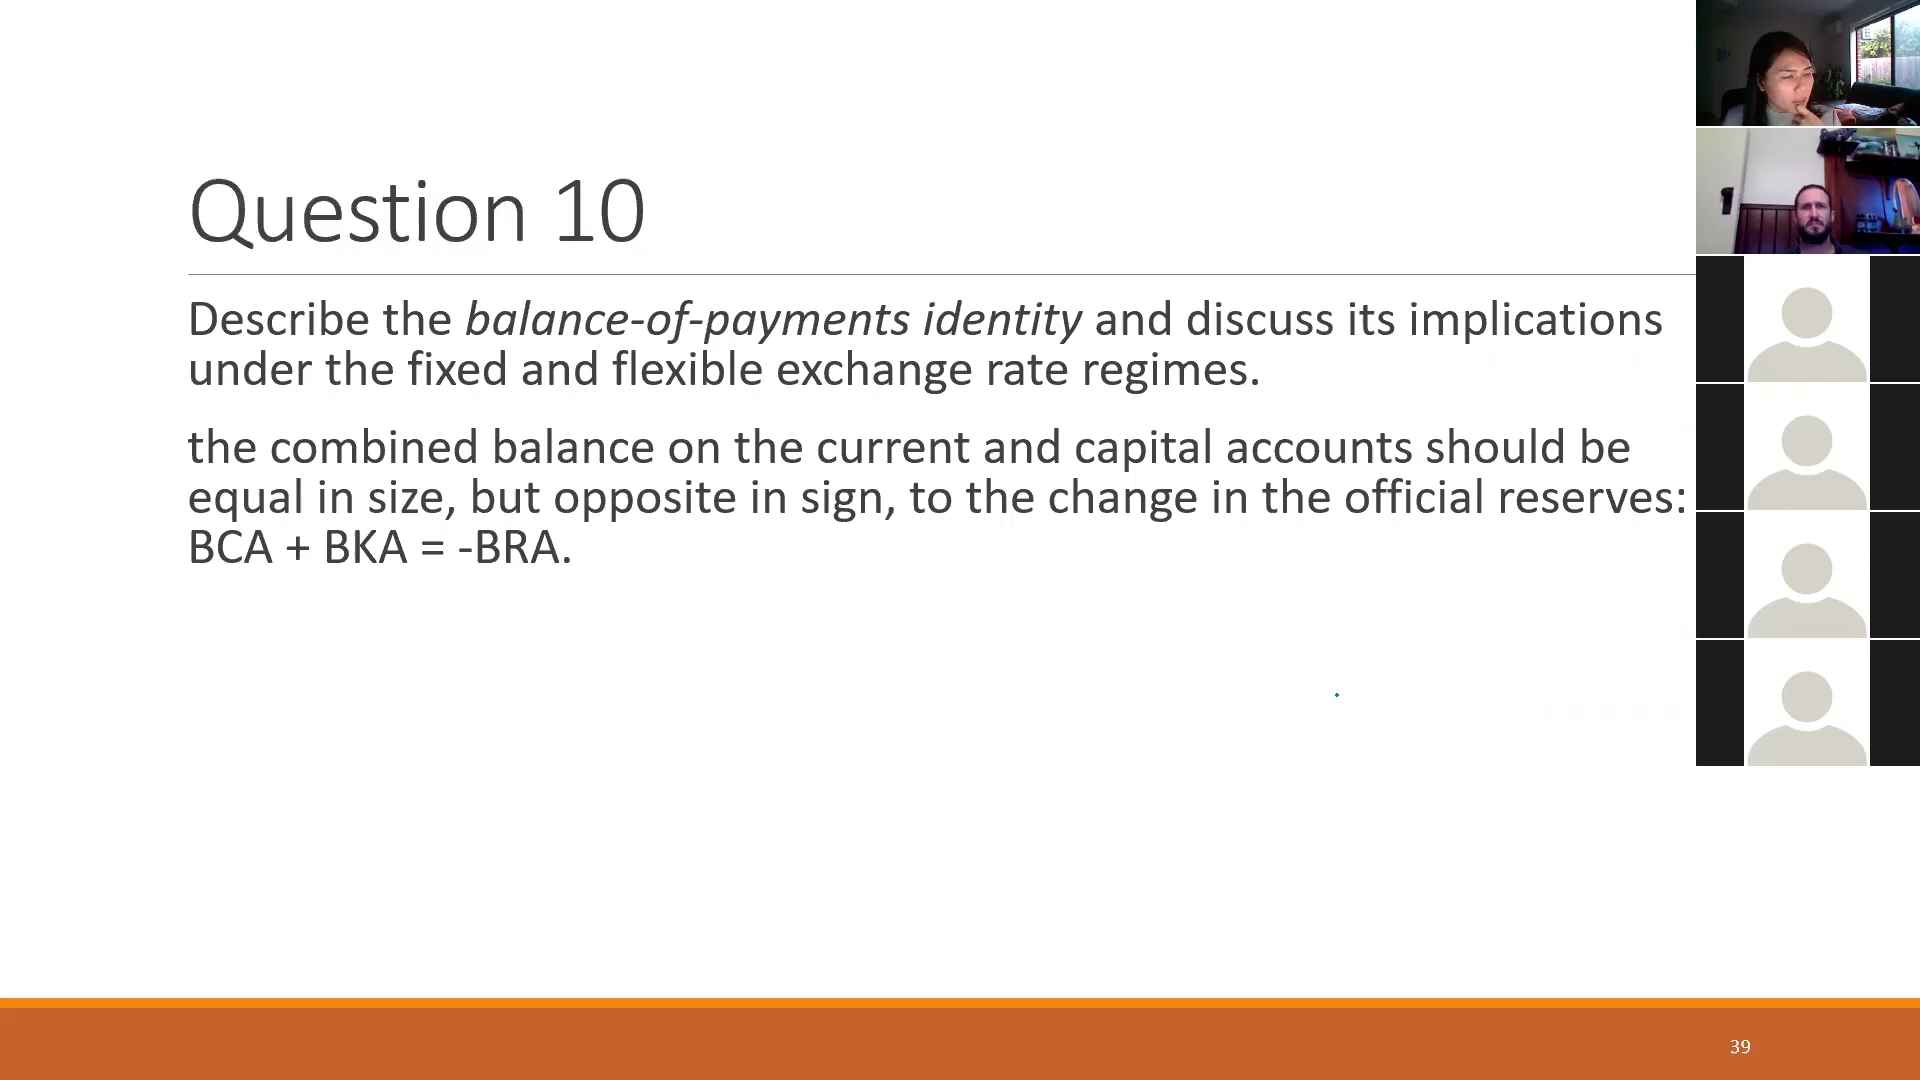 Question 10
Describe the balance-of-payments identity and discuss its implications
under the fixed and flexible exchange rate regimes.
the combined balance on the current and capital accounts should be
equal in size, but opposite in sign, to the change in the official reserves:
BCA + BKA = -BRA.
39